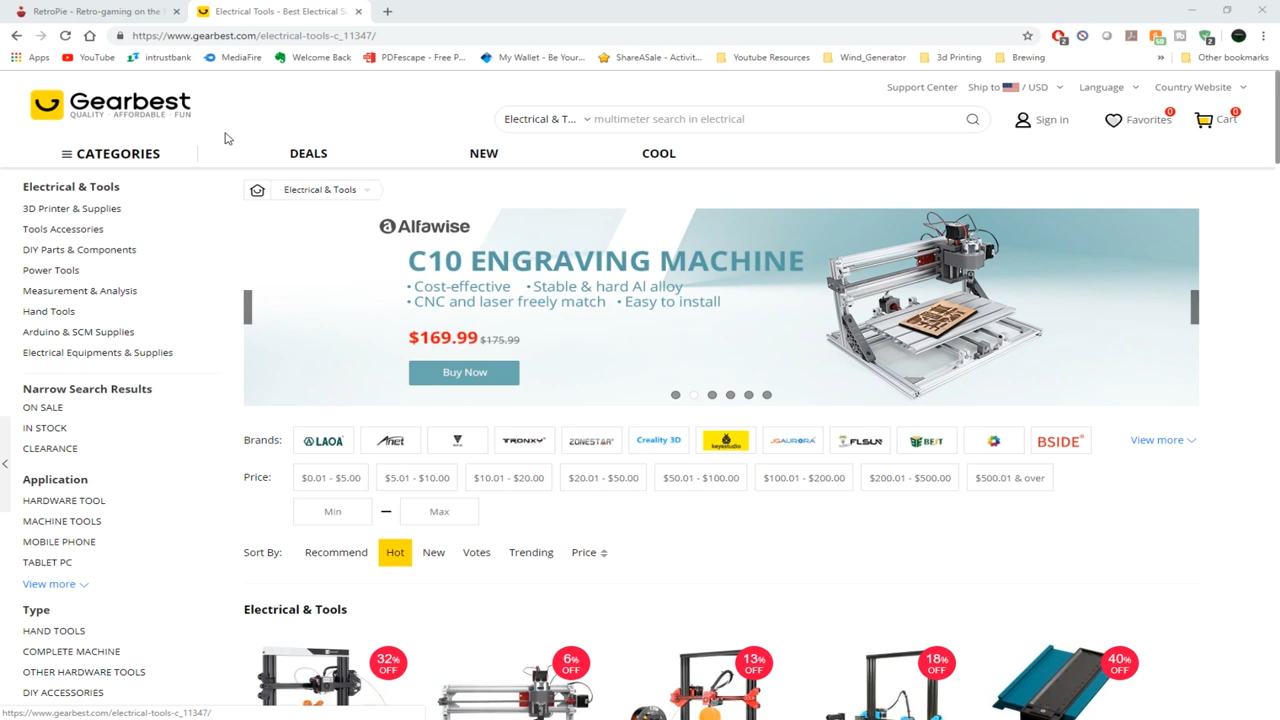 RetroPie - Retro-gaming on the
Electrical Tools - Best Electrical S
https://www.gearbest.com/electrical-tools-c_11347/
Apps YouTube intrustbank MediaFire Welcome Back PDFescape - Free P... My Wallet - Be Your... ShareASale - Activit... Youtube Resources Wind_Generator 3d Printing Brewing » Other bookmarks
Support Center Ship to / USD Language Country Website
Gearbest
QUALITY · AFFORDABLE · FUN
Electrical & T... multimeter search in electrical
Sign in Favorites 0 Cart 0
CATEGORIES DEALS NEW COOL
Electrical & Tools
3D Printer & Supplies
Tools Accessories
DIY Parts & Components
Power Tools
Measurement & Analysis
Hand Tools
Arduino & SCM Supplies
Electrical Equipments & Supplies
Narrow Search Results
ON SALE
IN STOCK
CLEARANCE
Application
HARDWARE TOOL
MACHINE TOOLS
MOBILE PHONE
TABLET PC
View more
Type
HAND TOOLS
COMPLETE MACHINE
OTHER HARDWARE TOOLS
DIY ACCESSORIES
Electrical & Tools
Alfawise
C10 ENGRAVING MACHINE
· Cost-effective · Stable & hard Al alloy
· CNC and laser freely match · Easy to install
$169.99 $175.99
Buy Now
Brands: LAOA Anet TRONXY ZONESTAR Creality 3D keyestudio JGAURORA FLSUN BEST BSIDE View more
Price: $0.01 - $5.00 $5.01 - $10.00 $10.01 - $20.00 $20.01 - $50.00 $50.01 - $100.00 $100.01 - $200.00 $200.01 - $500.00 $500.01 & over
Min — Max
Sort By: Recommend Hot New Votes Trending Price
Electrical & Tools
32% OFF 6% OFF 13% OFF 18% OFF 40% OFF
https://www.gearbest.com/electrical-tools-c_11347/